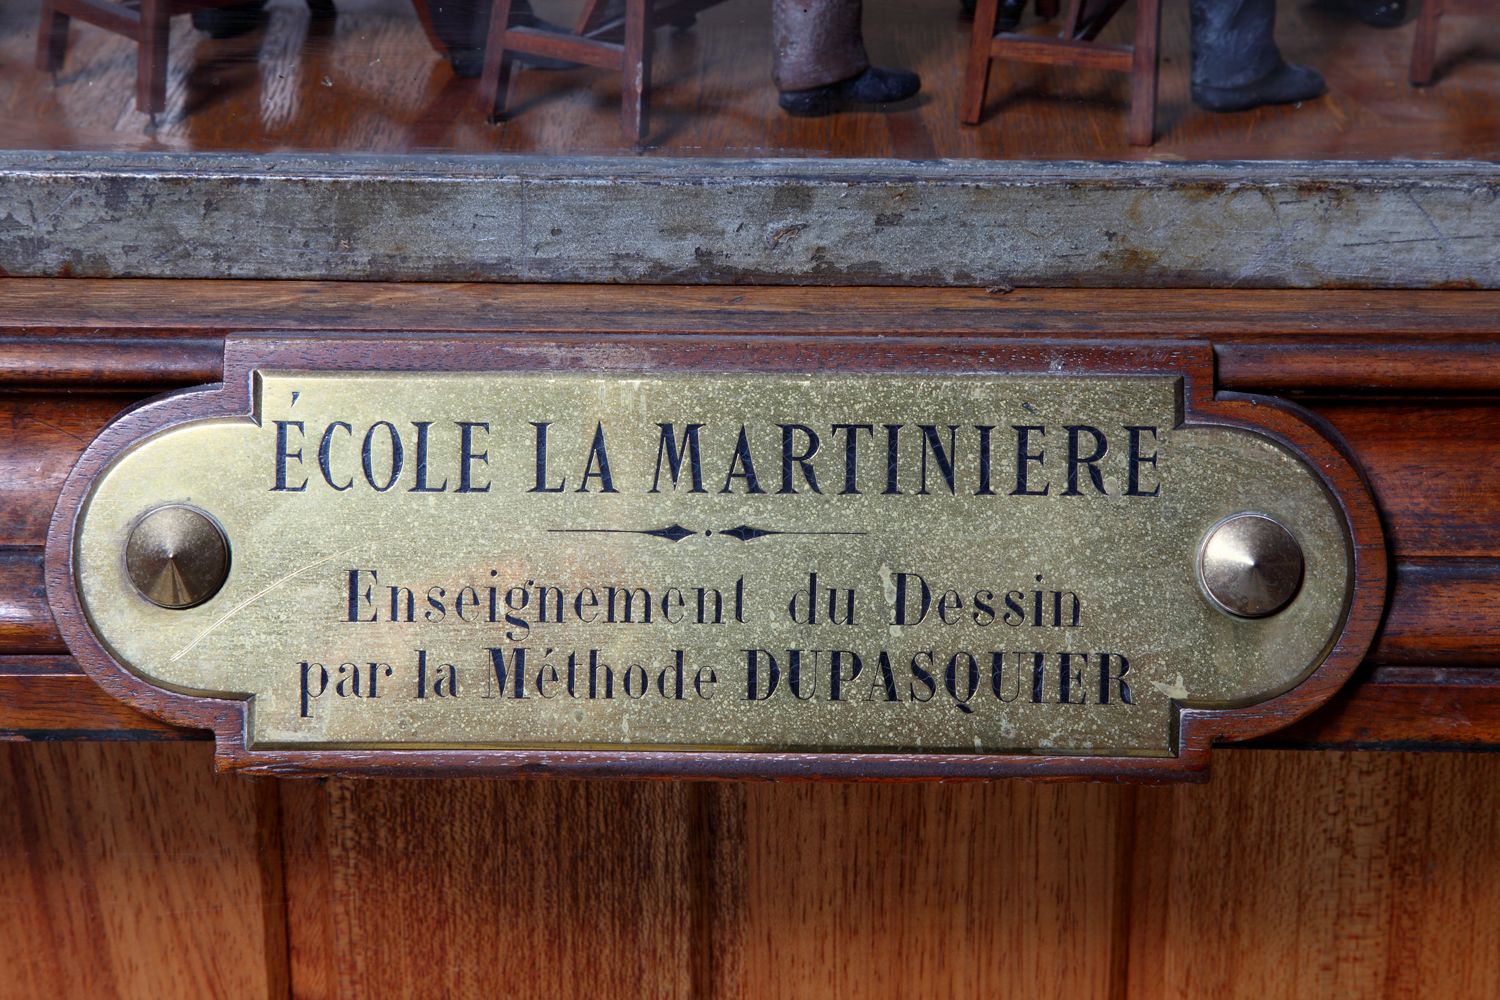 ÉCOLE LA MARTINIÈRE
Enseignement du Dessin
par la Méthode DUPASQUIER